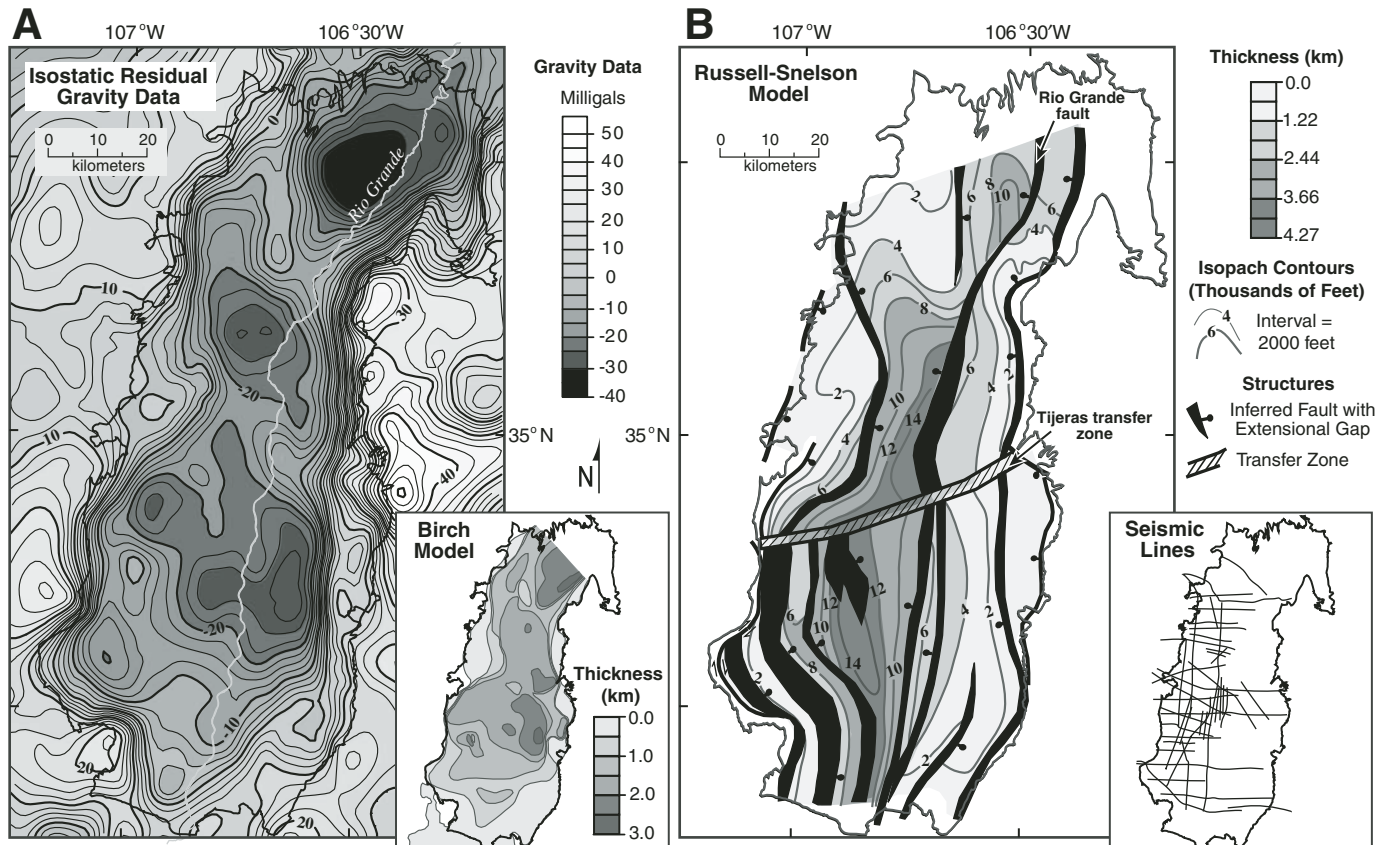 A
107°W
106°30'W
Isostatic Residual
Gravity Data
0 10 20
kilometers
0
Rio Grande
10
30
-20
10
40
-20
-10
20
20
Gravity Data
Milligals
50
40
30
20
10
0
-10
-20
-30
-40
35°N
N
Birch
Model
Thickness
(km)
0.0
1.0
2.0
3.0
B
107°W
106°30'W
Russell-Snelson
Model
0 10 20
kilometers
Rio Grande
fault
2
6
8
10
6
4
4
6
8
2
10
14
12
4
6
6
4
2
35°N
Tijeras transfer
zone
6
12
10
8
14
12
10
6
4
2
2
2
Thickness (km)
0.0
1.22
2.44
3.66
4.27
Isopach Contours
(Thousands of Feet)
4
6
Interval =
2000 feet
Structures
Inferred Fault with
Extensional Gap
Transfer Zone
Seismic
Lines